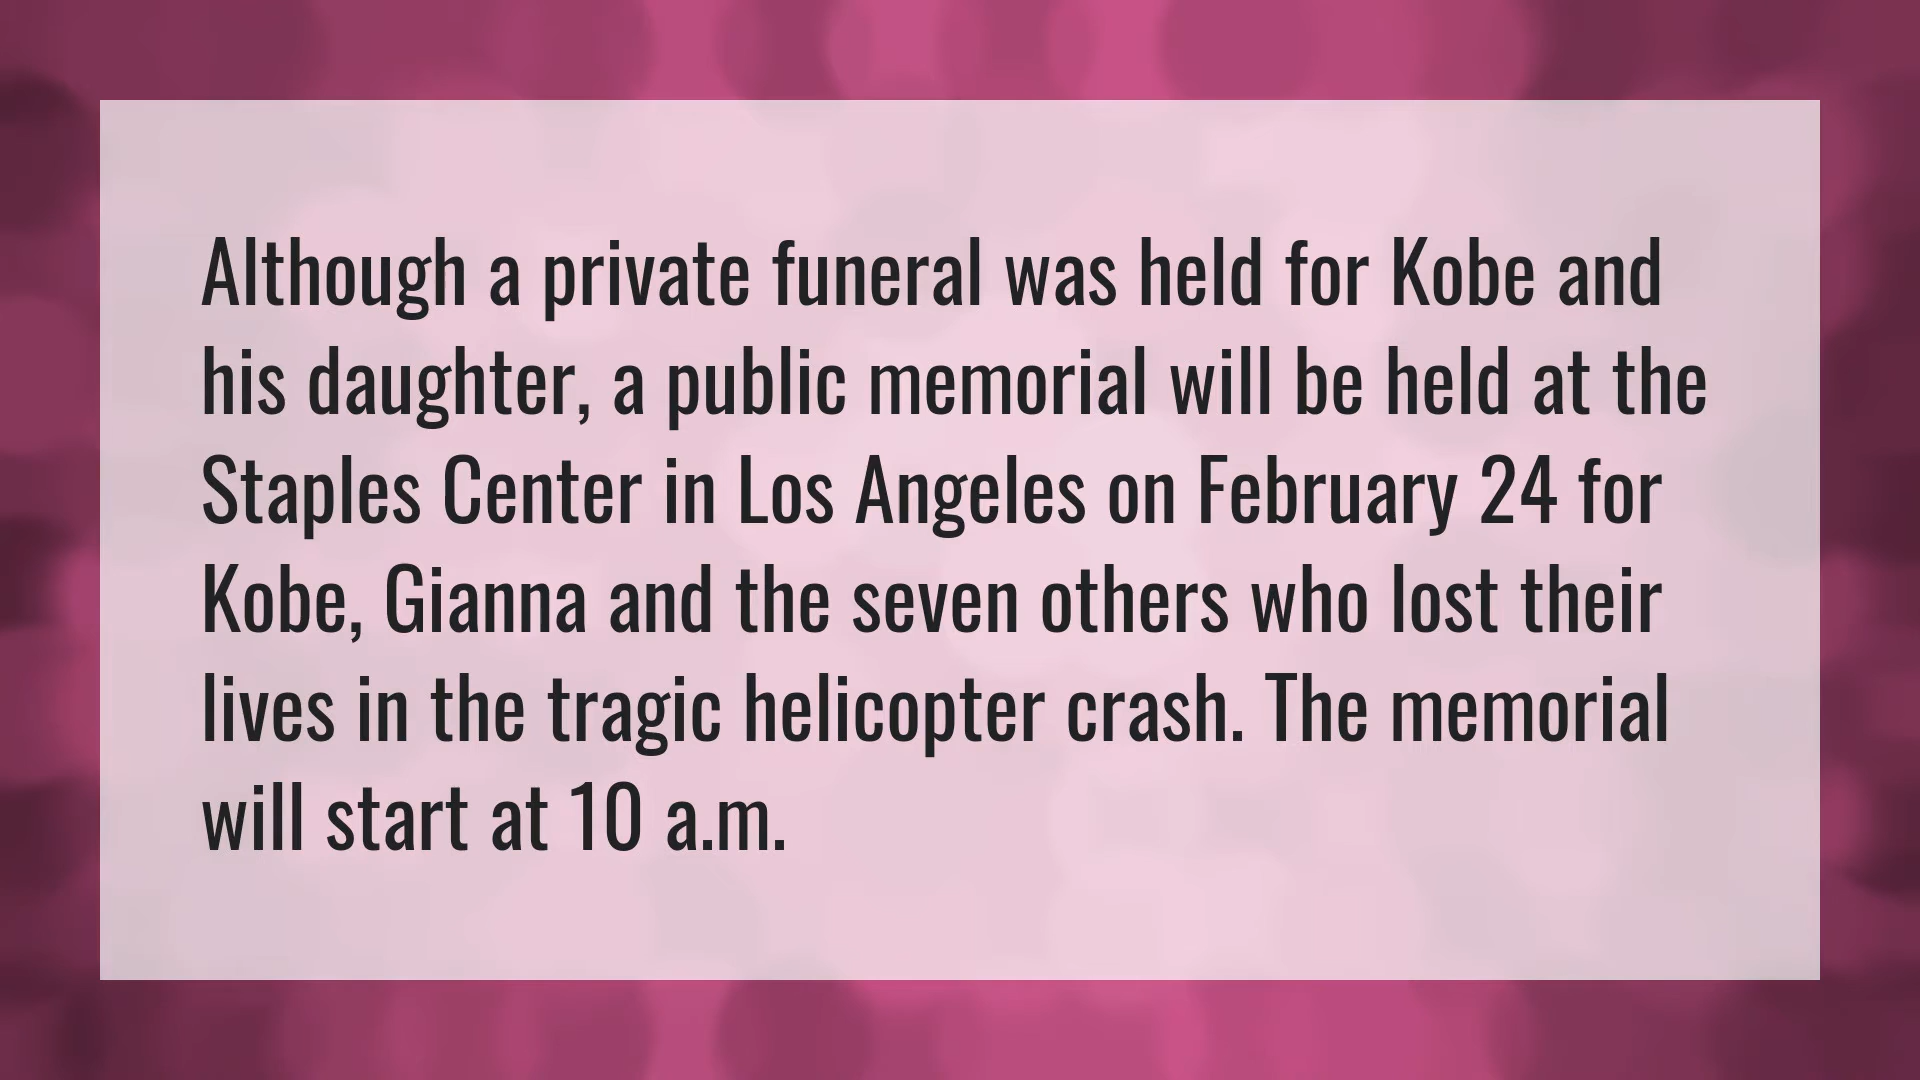 Although a private funeral was held for Kobe and
his daughter, a public memorial will be held at the
Staples Center in Los Angeles on February 24 for
Kobe, Gianna and the seven others who lost their
lives in the tragic helicopter crash. The memorial
will start at 10 a.m.